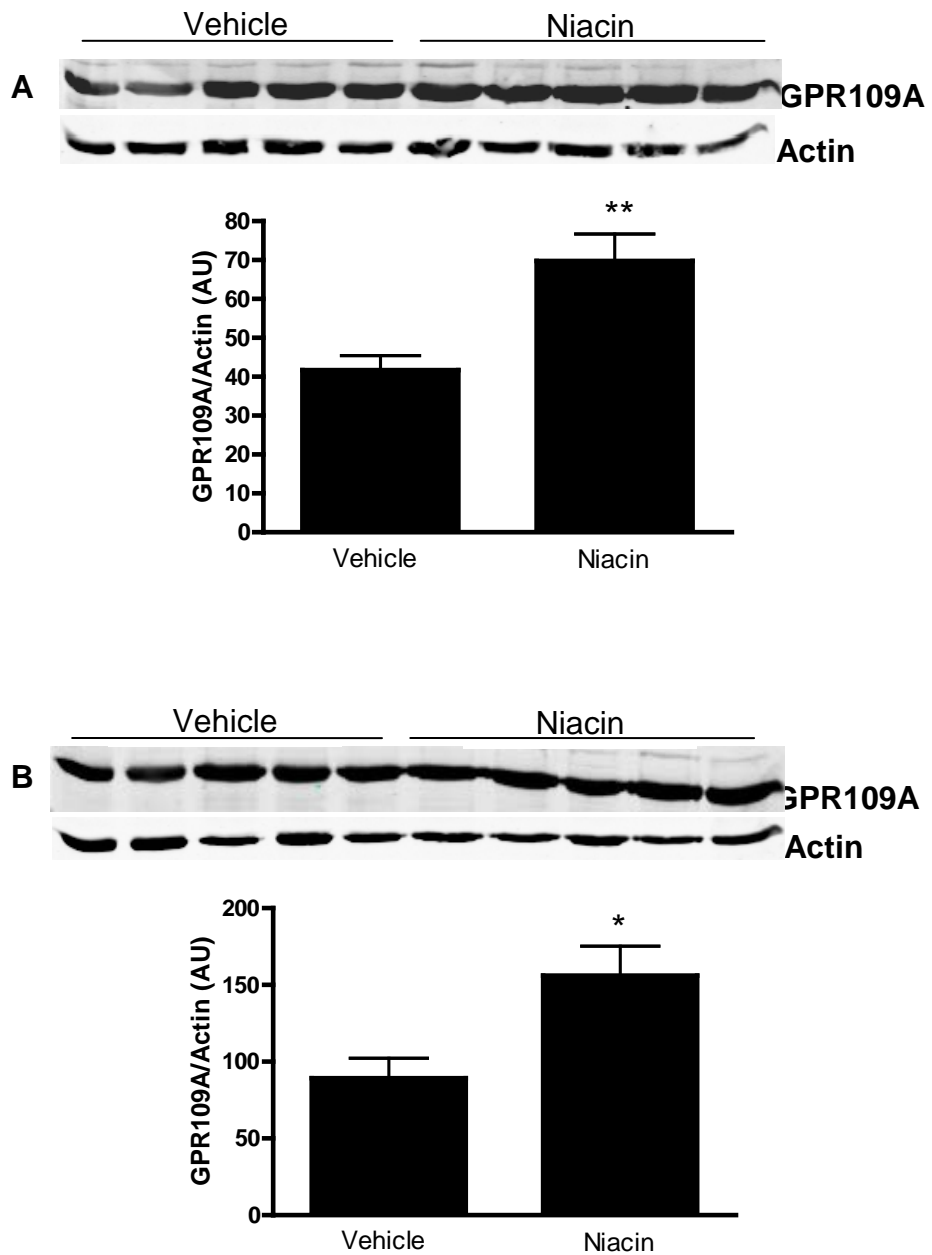 Vehicle Niacin
A
GPR109A
Actin
**
80
70
60
50
40
30
20
10
0
GPR109A/Actin (AU)
Vehicle Niacin
Vehicle Niacin
B
GPR109A
Actin
*
200
150
100
50
0
GPR109A/Actin (AU)
Vehicle Niacin